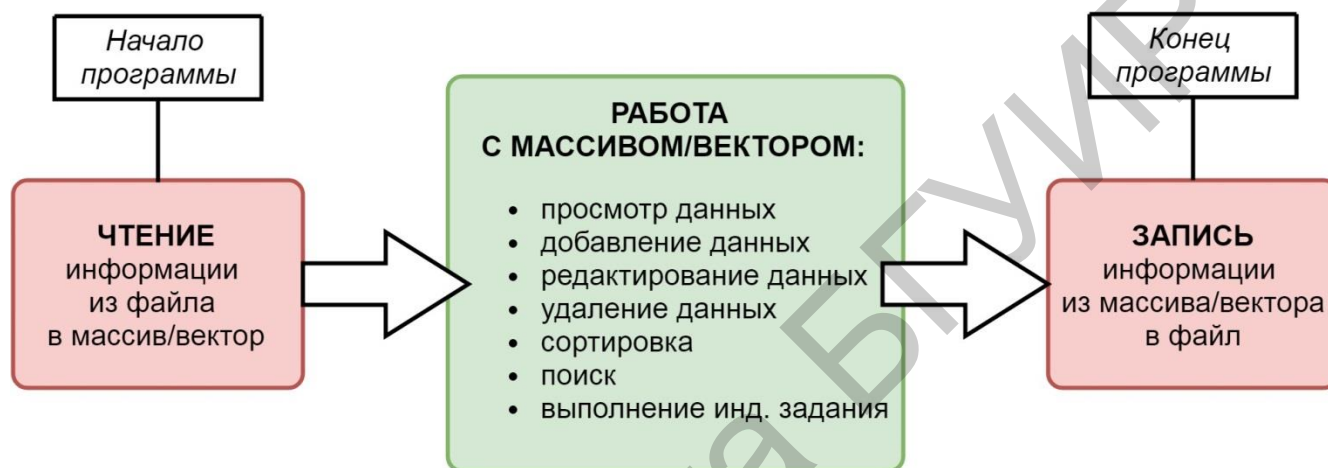 Начало
программы
ЧТЕНИЕ
информации
из файла
в массив/вектор
РАБОТА
С МАССИВОМ/ВЕКТОРОМ:
• просмотр данных
• добавление данных
• редактирование данных
• удаление данных
• сортировка
• поиск
• выполнение инд. задания
Конец
программы
ЗАПИСЬ
информации
из массива/вектора
в файл
БГУИР